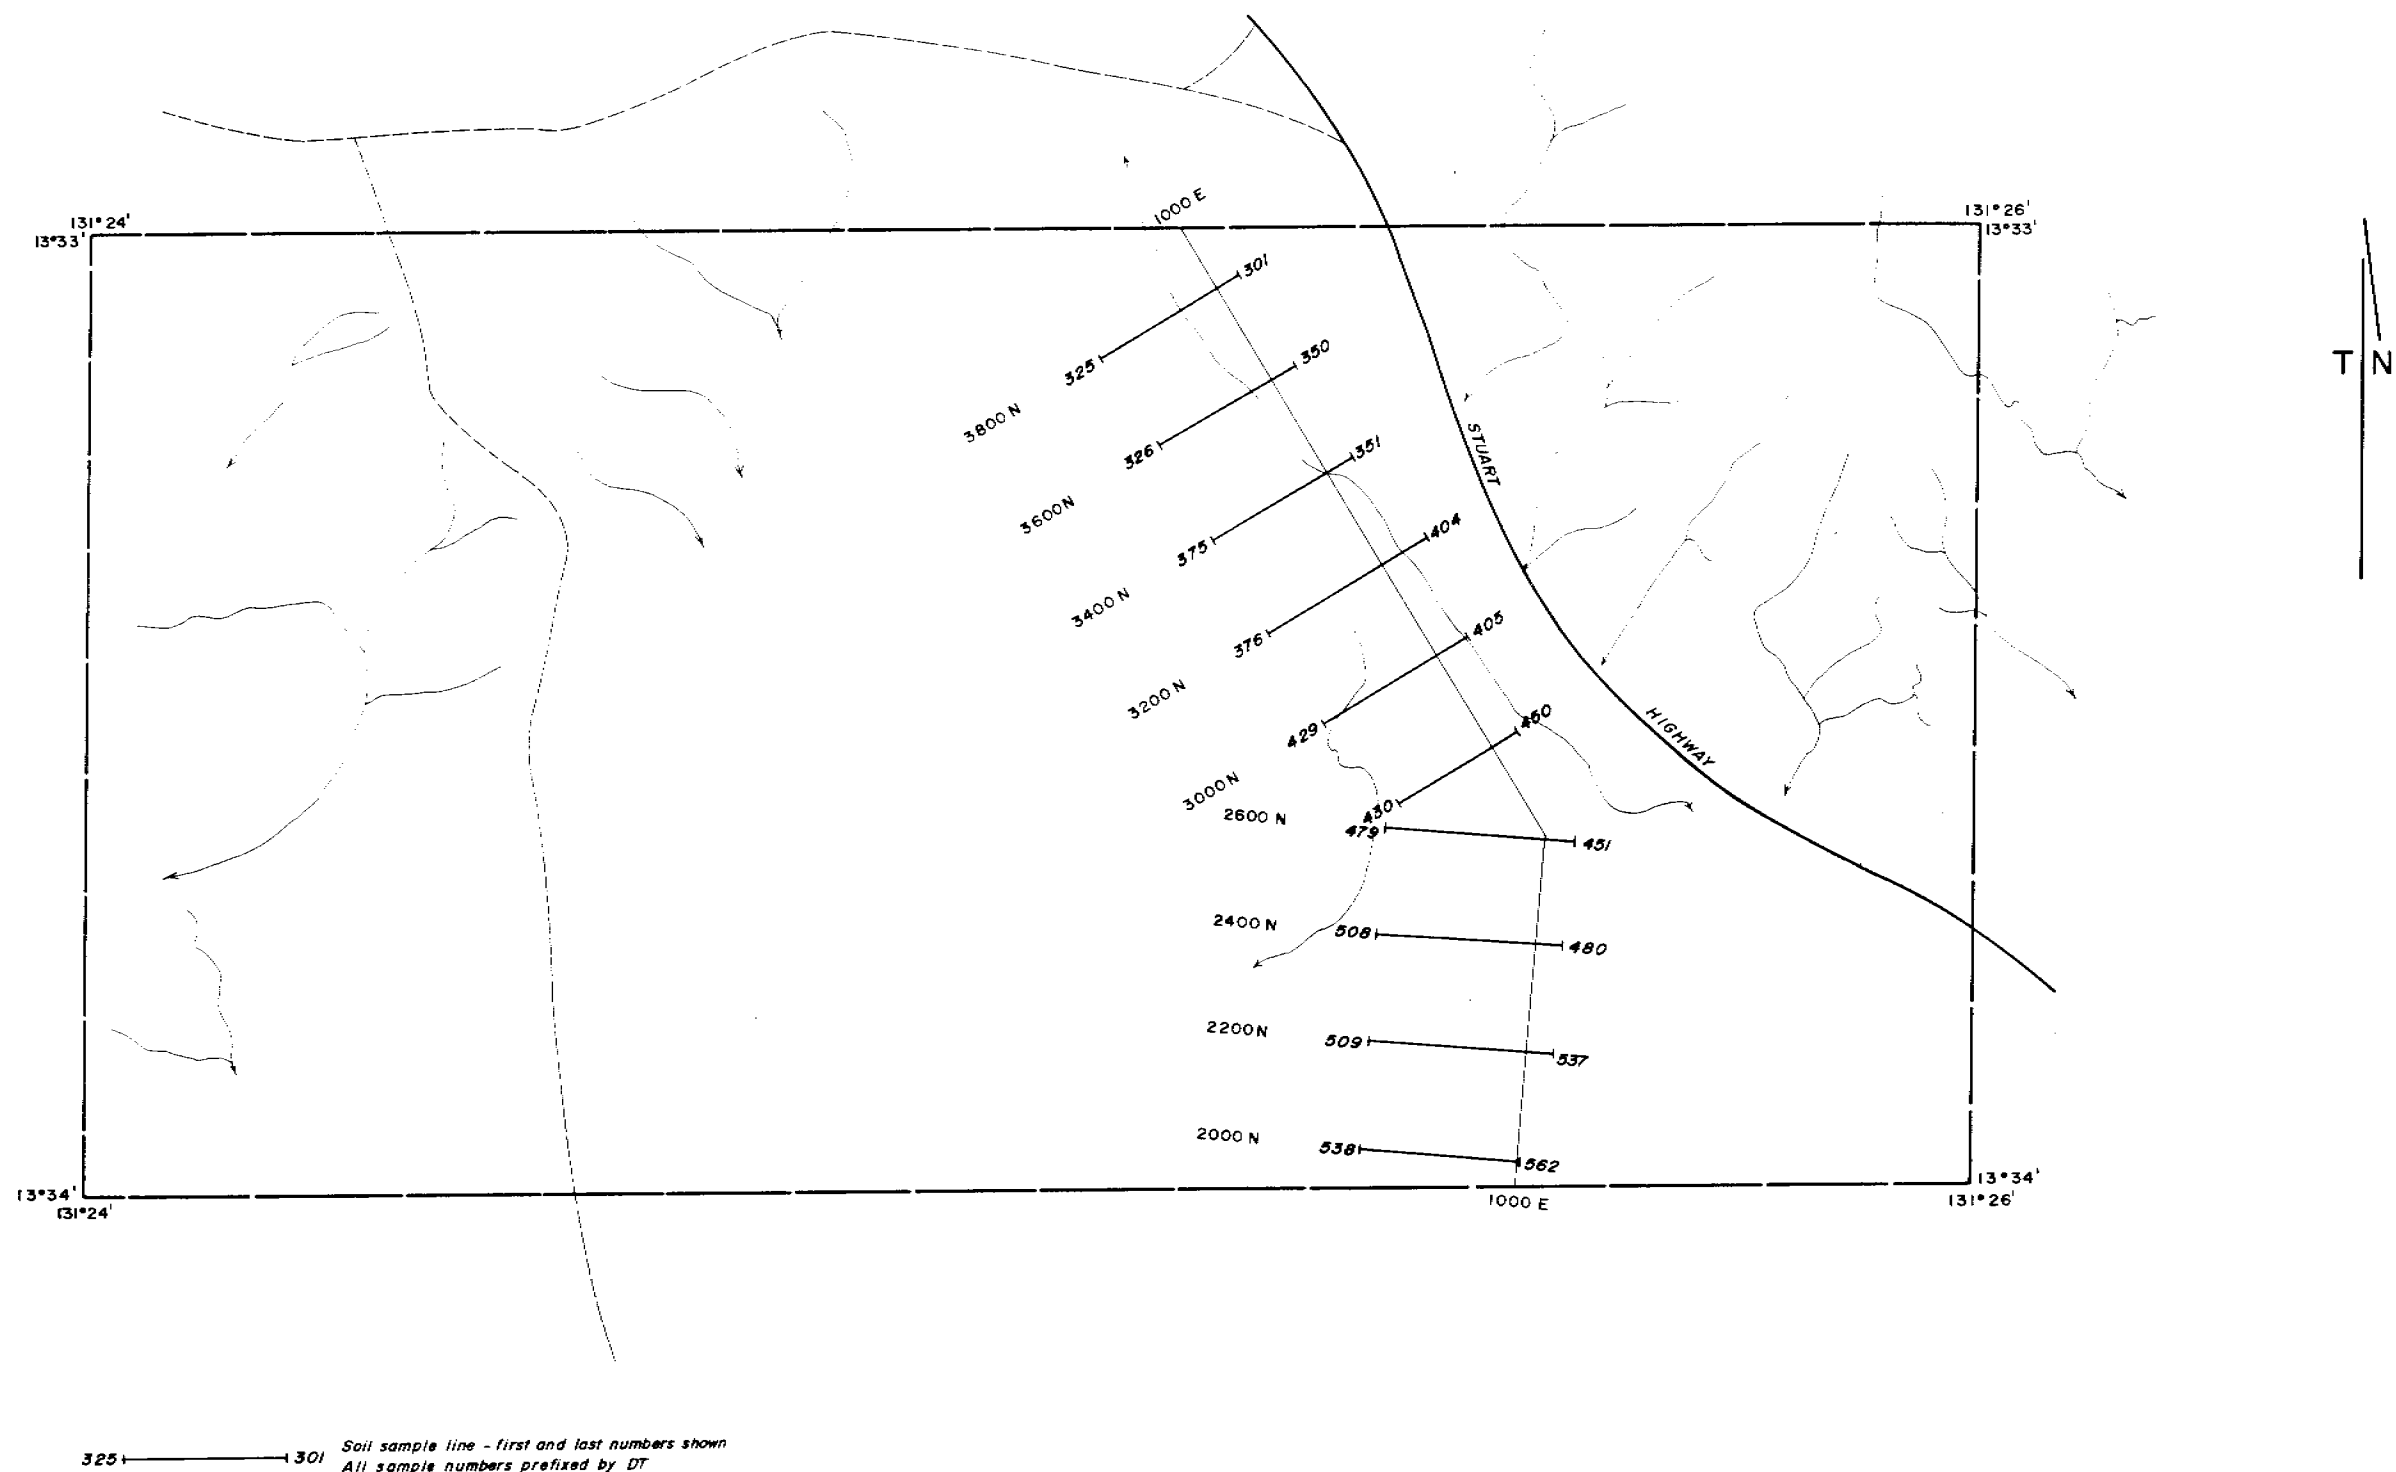 1000 E
131° 24'
131° 26'
13° 33'
13° 33'
301
325
350
3800 N
326
351
STUART
3600 N
375
404
3400 N
376
405
3200 N
429
450
HIGHWAY
3000 N
430
2600 N
479
451
2400 N
508
480
2200 N
509
537
2000 N
538
562
13° 34'
13° 34'
131° 24'
1000 E
131° 26'
T N
325 301 Soil sample line - first and last numbers shown
All sample numbers prefixed by DT